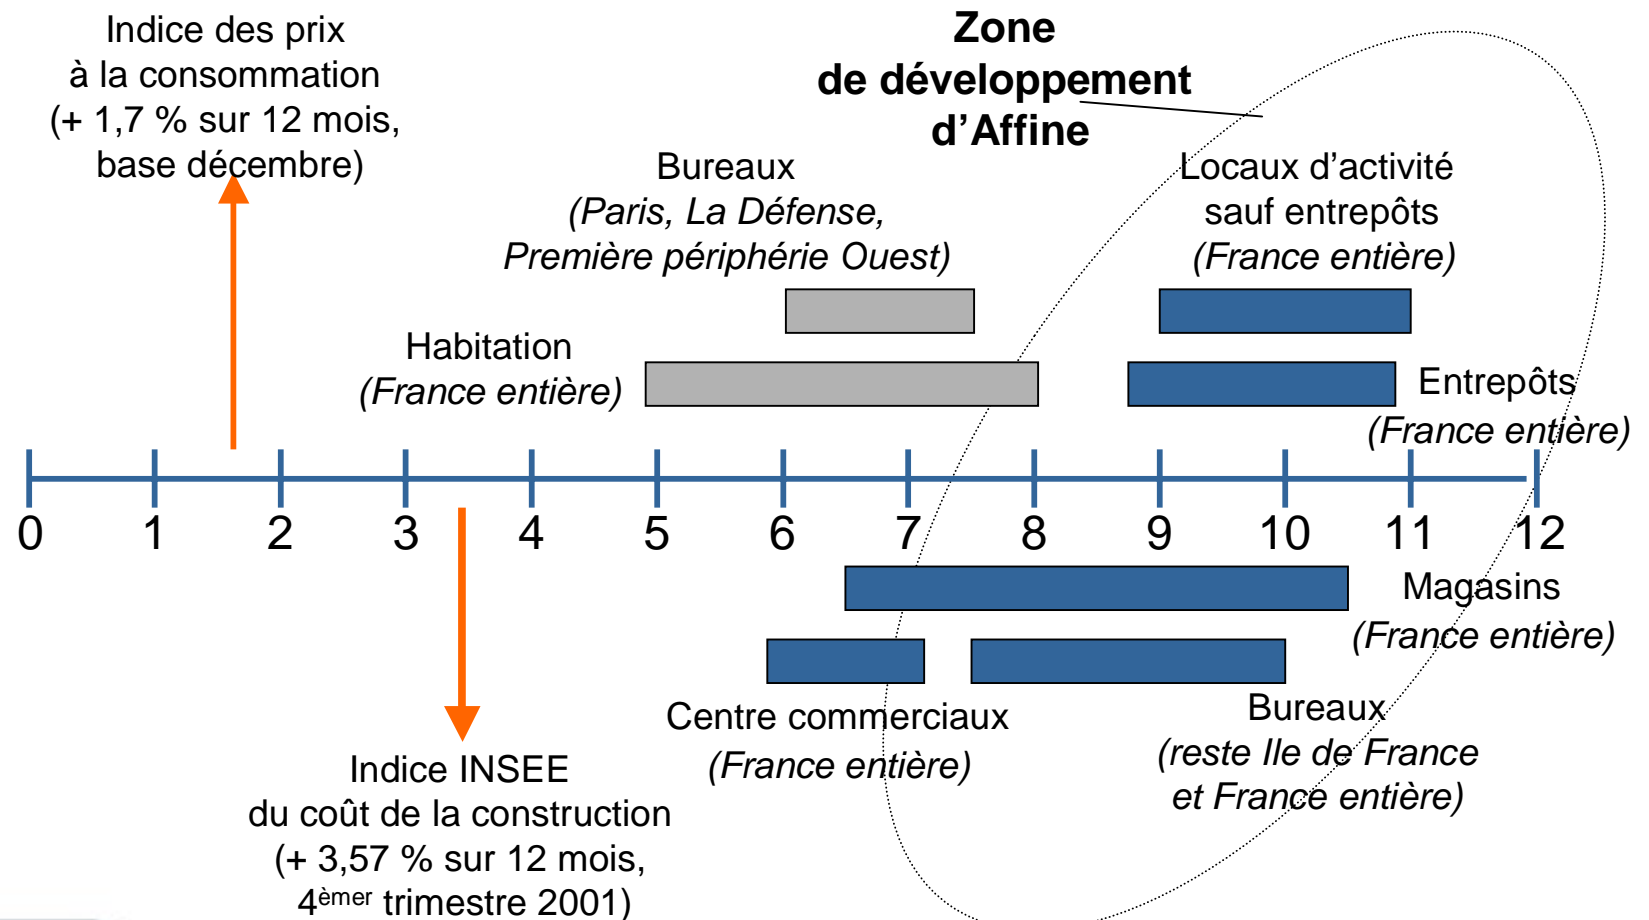 Indice des prix
à la consommation
(+ 1,7 % sur 12 mois,
base décembre)
Zone
de développement
d’Affine
Bureaux
(Paris, La Défense,
Première périphérie Ouest)
Locaux d’activité
sauf entrepôts
(France entière)
Habitation
(France entière)
Entrepôts
(France entière)
0 1 2 3 4 5 6 7 8 9 10 11 12
Magasins
(France entière)
Centre commerciaux
(France entière)
Bureaux
(reste Ile de France
et France entière)
Indice INSEE
du coût de la construction
(+ 3,57 % sur 12 mois,
4èmer trimestre 2001)